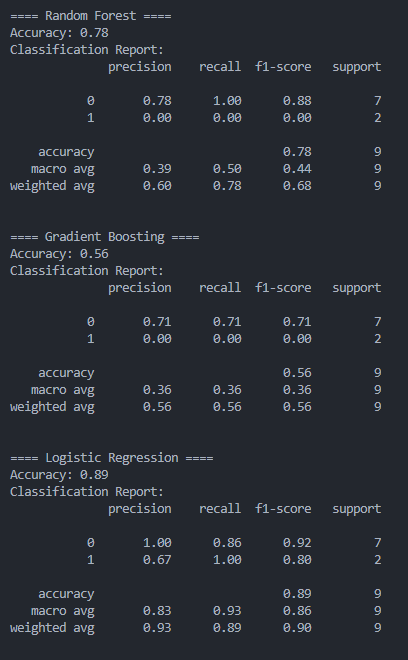 ==== Random Forest ====
Accuracy: 0.78
Classification Report:
              precision    recall  f1-score   support

           0       0.78      1.00      0.88         7
           1       0.00      0.00      0.00         2

    accuracy                           0.78         9
   macro avg       0.39      0.50      0.44         9
weighted avg       0.60      0.78      0.68         9

==== Gradient Boosting ====
Accuracy: 0.56
Classification Report:
              precision    recall  f1-score   support

           0       0.71      0.71      0.71         7
           1       0.00      0.00      0.00         2

    accuracy                           0.56         9
   macro avg       0.36      0.36      0.36         9
weighted avg       0.56      0.56      0.56         9

==== Logistic Regression ====
Accuracy: 0.89
Classification Report:
              precision    recall  f1-score   support

           0       1.00      0.86      0.92         7
           1       0.67      1.00      0.80         2

    accuracy                           0.89         9
   macro avg       0.83      0.93      0.86         9
weighted avg       0.93      0.89      0.90         9